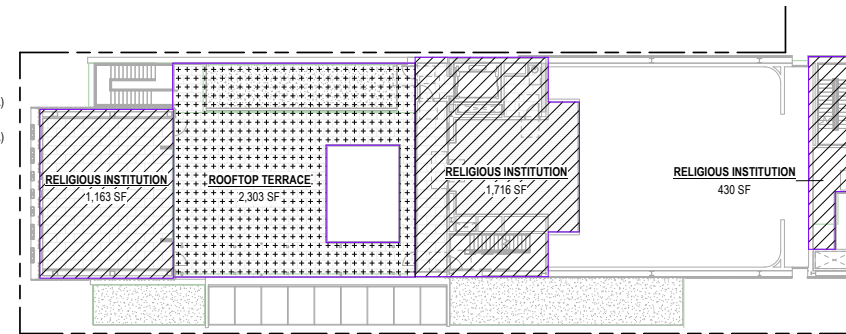 RELIGIOUS INSTITUTION
1,163 SF
ROOFTOP TERRACE
2,303 SF
RELIGIOUS INSTITUTION
1,716 SF
RELIGIOUS INSTITUTION
430 SF